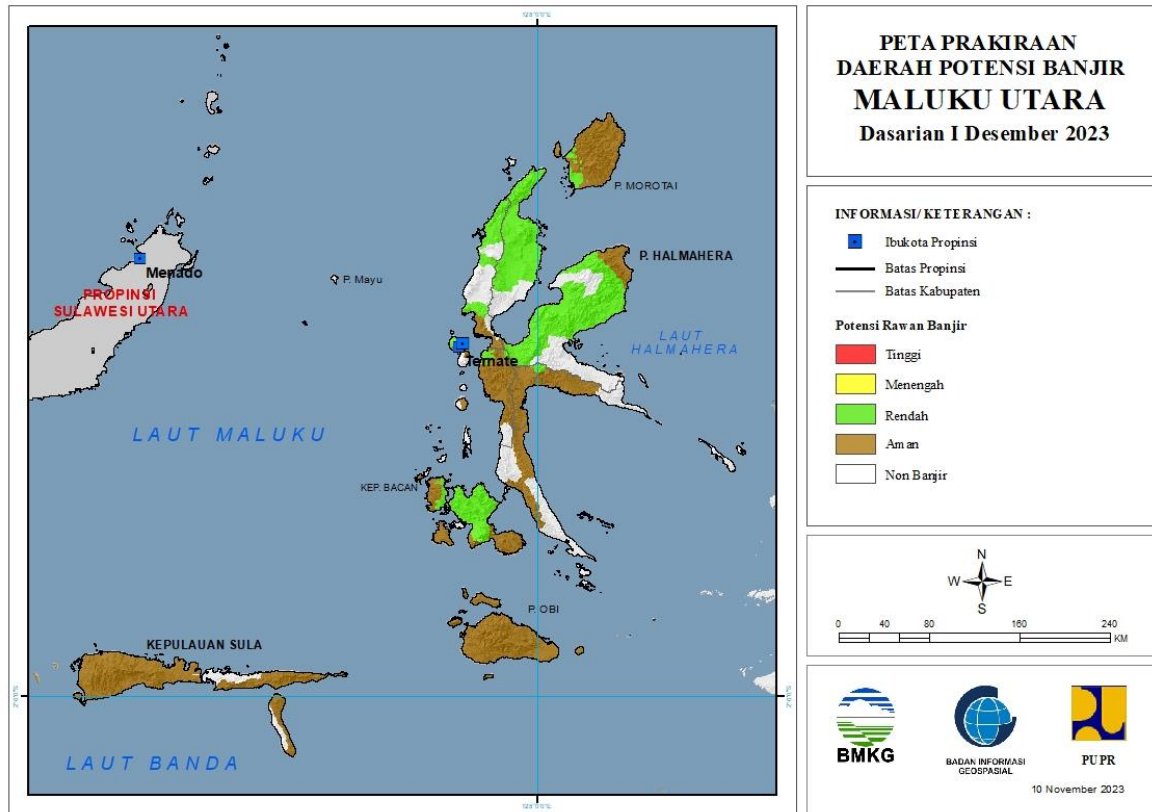 PETA PRAKIRAAN
DAERAH POTENSI BANJIR
MALUKU UTARA
Dasarian I Desember 2023
P. MOROTAI
P. HALMAHERA
Menado
PROPINSI
SULAWESI UTARA
P. Mayu
LAUT
HALMAHERA
Ternate
LAUT MALUKU
KEP. BACAN
P. OBI
KEPULAUAN SULA
LAUT BANDA
INFORMASI/ KETERANGAN :
Ibukota Propinsi
Batas Propinsi
Batas Kabupaten
Potensi Rawan Banjir
Tinggi
Menengah
Rendah
Aman
Non Banjir
N
W E
S
0 40 80 160 240
KM
BMKG
BADAN INFORMASI
GEOSPASIAL
PUPR
10 November 2023